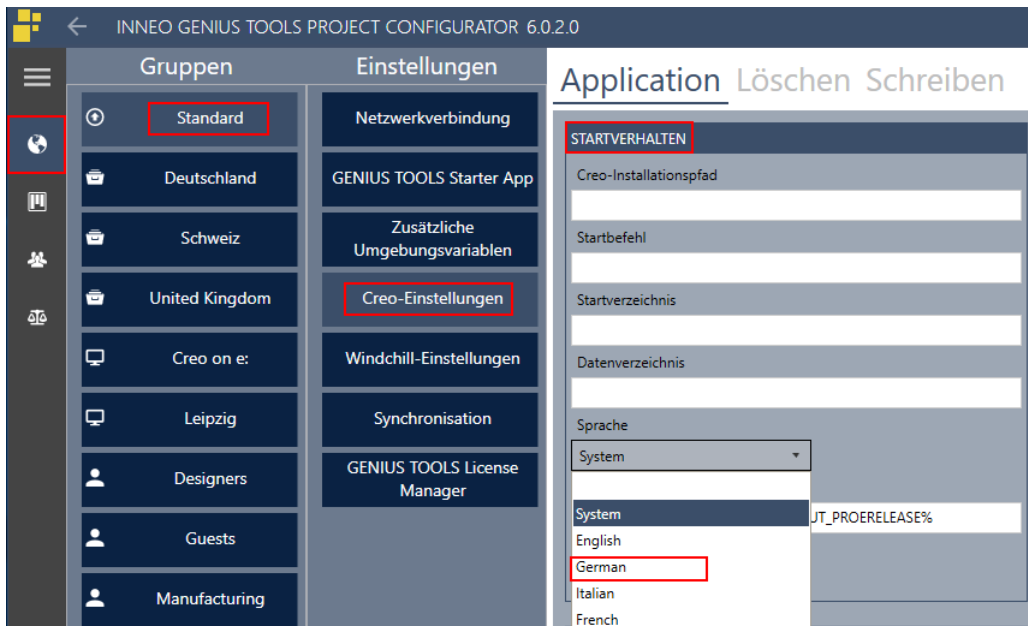 INNEO GENIUS TOOLS PROJECT CONFIGURATOR 6.0.2.0
Gruppen
Standard
Deutschland
Schweiz
United Kingdom
Creo on e:
Leipzig
Designers
Guests
Manufacturing
Einstellungen
Netzwerkverbindung
GENIUS TOOLS Starter App
Zusätzliche
Umgebungsvariablen
Creo-Einstellungen
Windchill-Einstellungen
Synchronisation
GENIUS TOOLS License
Manager
Application Löschen Schreiben
STARTVERHALTEN
Creo-Installationspfad
Startbefehl
Startverzeichnis
Datenverzeichnis
Sprache
System
System
English
German
Italian
French
UT_PROERELEASE%